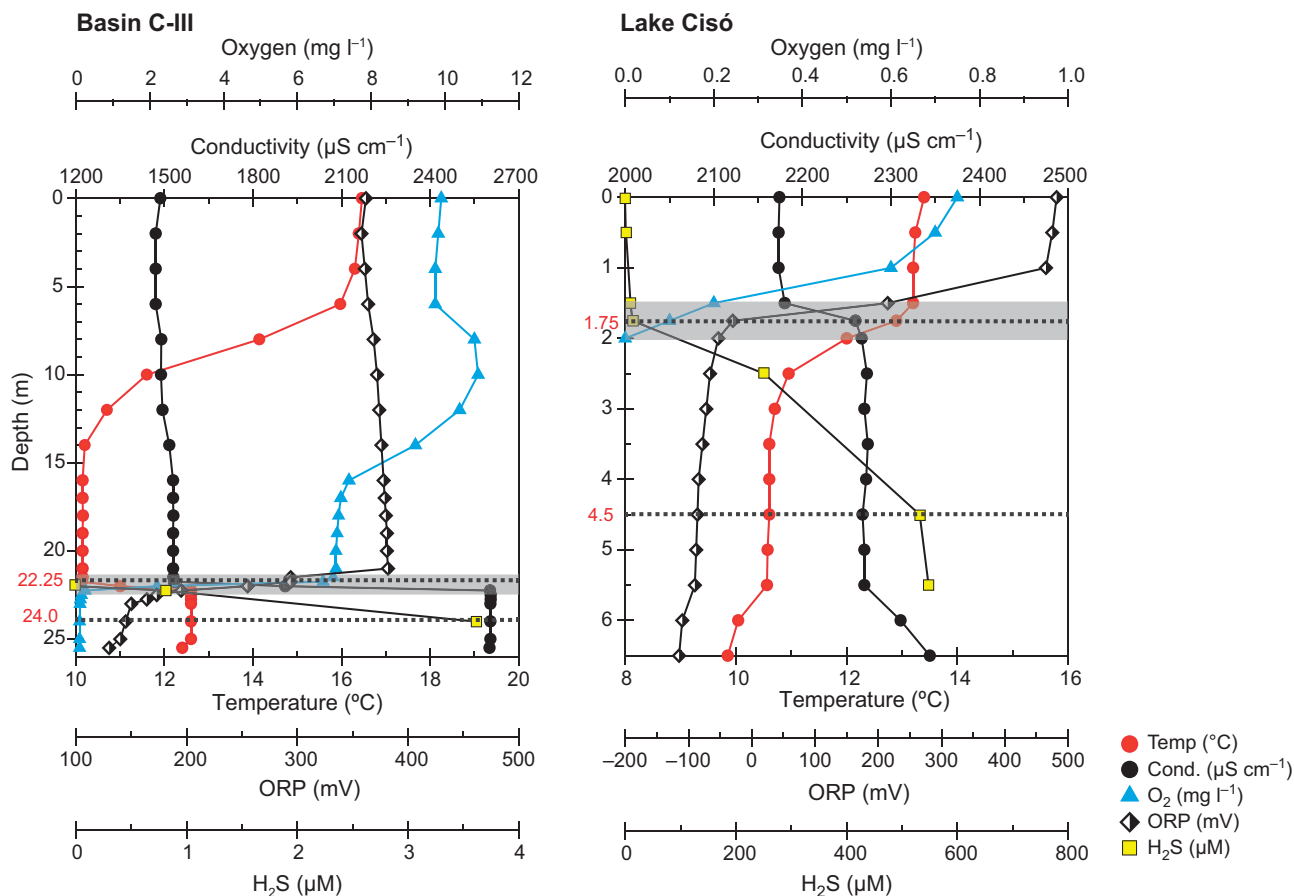 Basin C-III
Oxygen (mg l⁻¹)
0 2 4 6 8 10 12
Conductivity (µS cm⁻¹)
1200 1500 1800 2100 2400 2700
0
5
10
15
20
22.25
24.0
25
Depth (m)
10 12 14 16 18 20
Temperature (ºC)
100 200 300 400 500
ORP (mV)
0 1 2 3 4
H₂S (µM)
Lake Cisó
Oxygen (mg l⁻¹)
0.0 0.2 0.4 0.6 0.8 1.0
Conductivity (µS cm⁻¹)
2000 2100 2200 2300 2400 2500
0
1
1.75
2
3
4
4.5
5
6
8 10 12 14 16
Temperature (ºC)
–200 –100 0 100 200 300 400 500
ORP (mV)
0 200 400 600 800
H₂S (µM)
Temp (°C)
Cond. (µS cm⁻¹)
O₂ (mg l⁻¹)
ORP (mV)
H₂S (µM)